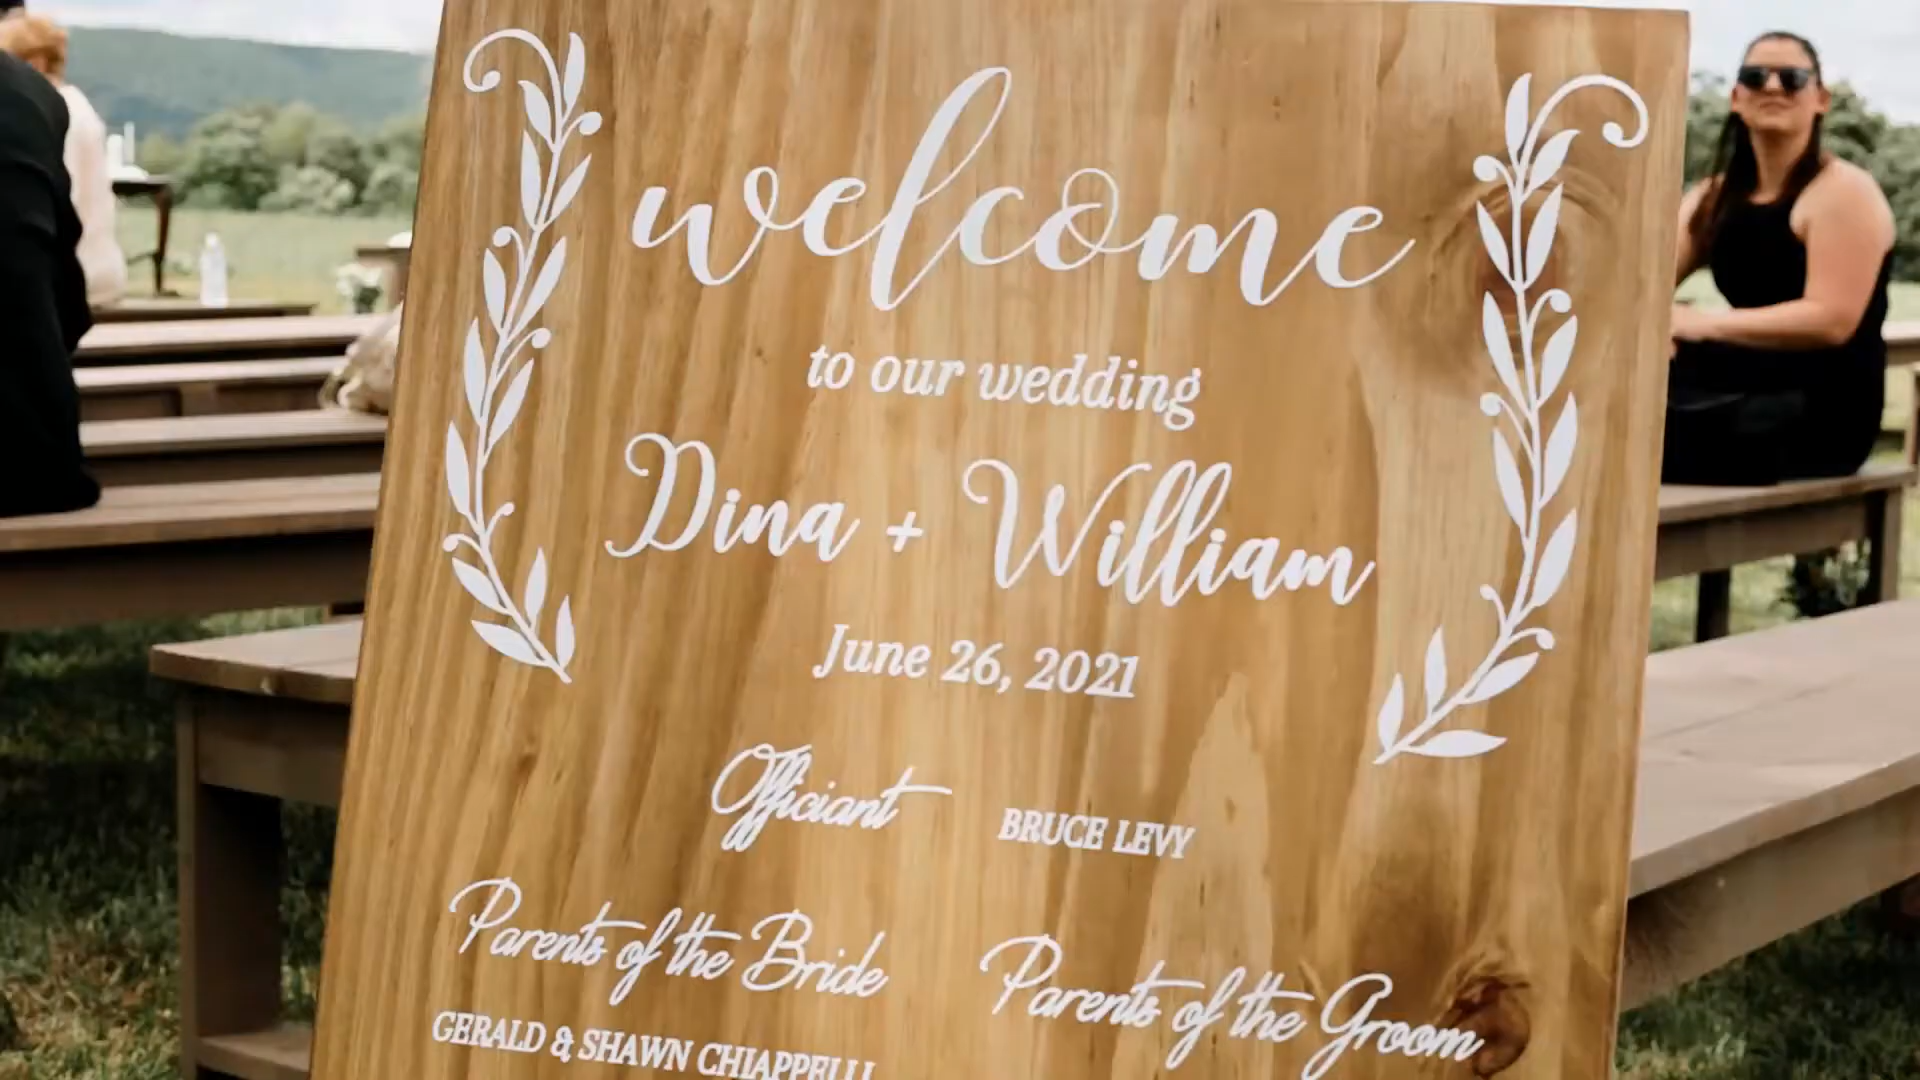 welcome
to our wedding
Dina + William
June 26, 2021
Officiant BRUCE LEVY
Parents of the Bride Parents of the Groom
GERALD & SHAWN CHIAPPELLI